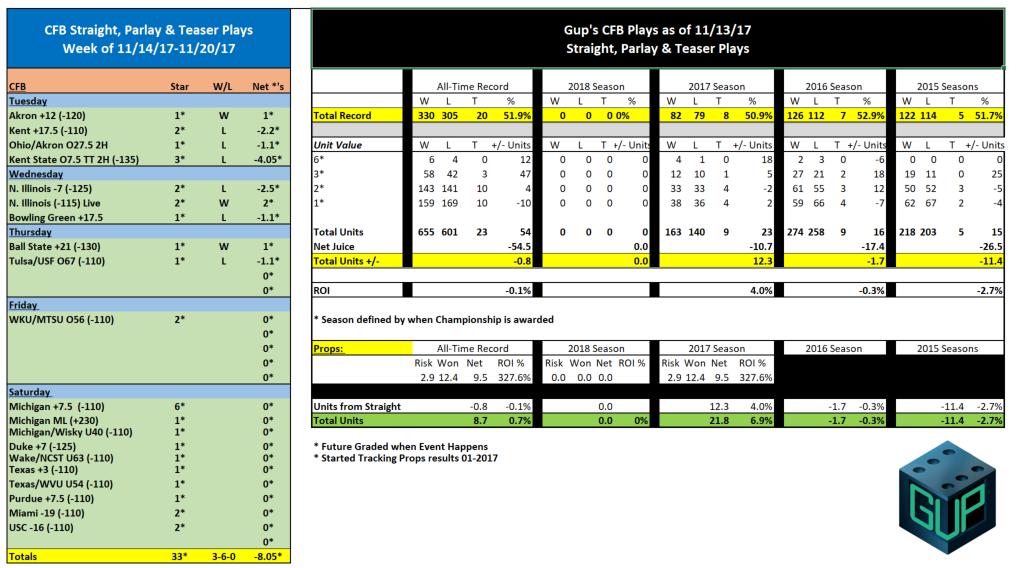 CFB Straight, Parlay & Teaser Plays
Week of 11/14/17-11/20/17
CFB Star W/L Net *'s
Tuesday
Akron +12 (-120) 1* W 1*
Kent +17.5 (-110) 2* L -2.2*
Ohio/Akron O27.5 2H 1* L -1.1*
Kent State O7.5 TT 2H (-135) 3* L -4.05*
Wednesday
N. Illinois -7 (-125) 2* L -2.5*
N. Illinois (-115) Live 2* W 2*
Bowling Green +17.5 1* L -1.1*
Thursday
Ball State +21 (-130) 1* W 1*
Tulsa/USF O67 (-110) 1* L -1.1*
0*
0*
Friday
WKU/MTSU O56 (-110) 2* 0*
0*
0*
0*
0*
Saturday
Michigan +7.5 (-110) 6* 0*
Michigan ML (+230) 1* 0*
Michigan/Wisky U40 (-110) 1* 0*
Duke +7 (-125) 1* 0*
Wake/NCST U63 (-110) 1* 0*
Texas +3 (-110) 1* 0*
Texas/WVU U54 (-110) 1* 0*
Purdue +7.5 (-110) 1* 0*
Miami -19 (-110) 2* 0*
USC -16 (-110) 2* 0*
0*
Totals 33* 3-6-0 -8.05*
Gup's CFB Plays as of 11/13/17
Straight, Parlay & Teaser Plays
All-Time Record 2018 Season 2017 Season 2016 Season 2015 Season
W L T % W L T % W L T % W L T % W L T %
Total Record 330 305 20 51.9% 0 0 0 0% 82 79 8 50.9% 126 112 7 52.9% 122 114 5 51.7%
Unit Value W L T +/- Units W L T +/- Units W L T +/- Units W L T +/- Units W L T +/- Units
6* 6 4 0 12 0 0 0 0 4 1 0 18 2 3 0 -6 0 0 0 0
3* 58 42 3 47 0 0 0 0 12 10 1 5 27 21 2 18 19 11 0 25
2* 143 141 10 4 0 0 0 0 33 33 4 -2 61 55 3 12 50 52 3 -5
1* 159 169 10 -10 0 0 0 0 38 36 4 2 59 66 4 -7 62 67 2 -4
Total Units 655 601 23 54 0 0 0 0 163 140 9 23 274 258 9 16 218 203 5 15
Net Juice -54.5 0.0 -10.7 -17.4 -26.5
Total Units +/- -0.8 0.0 12.3 -1.7 -11.4
ROI -0.1% 4.0% -0.3% -2.7%
* Season defined by when Championship is awarded
Props: All-Time Record 2018 Season 2017 Season 2016 Season 2015 Seasons
Risk Won Net ROI % Risk Won Net ROI % Risk Won Net ROI %
2.9 12.4 9.5 327.6% 0.0 0.0 0.0 2.9 12.4 9.5 327.6%
Units from Straight -0.8 -0.1% 0.0 12.3 4.0% -1.7 -0.3% -11.4 -2.7%
Total Units 8.7 0.7% 0.0 0% 21.8 6.9% -1.7 -0.3% -11.4 -2.7%
* Future Graded when Event Happens
* Started Tracking Props results 01-2017
GUP